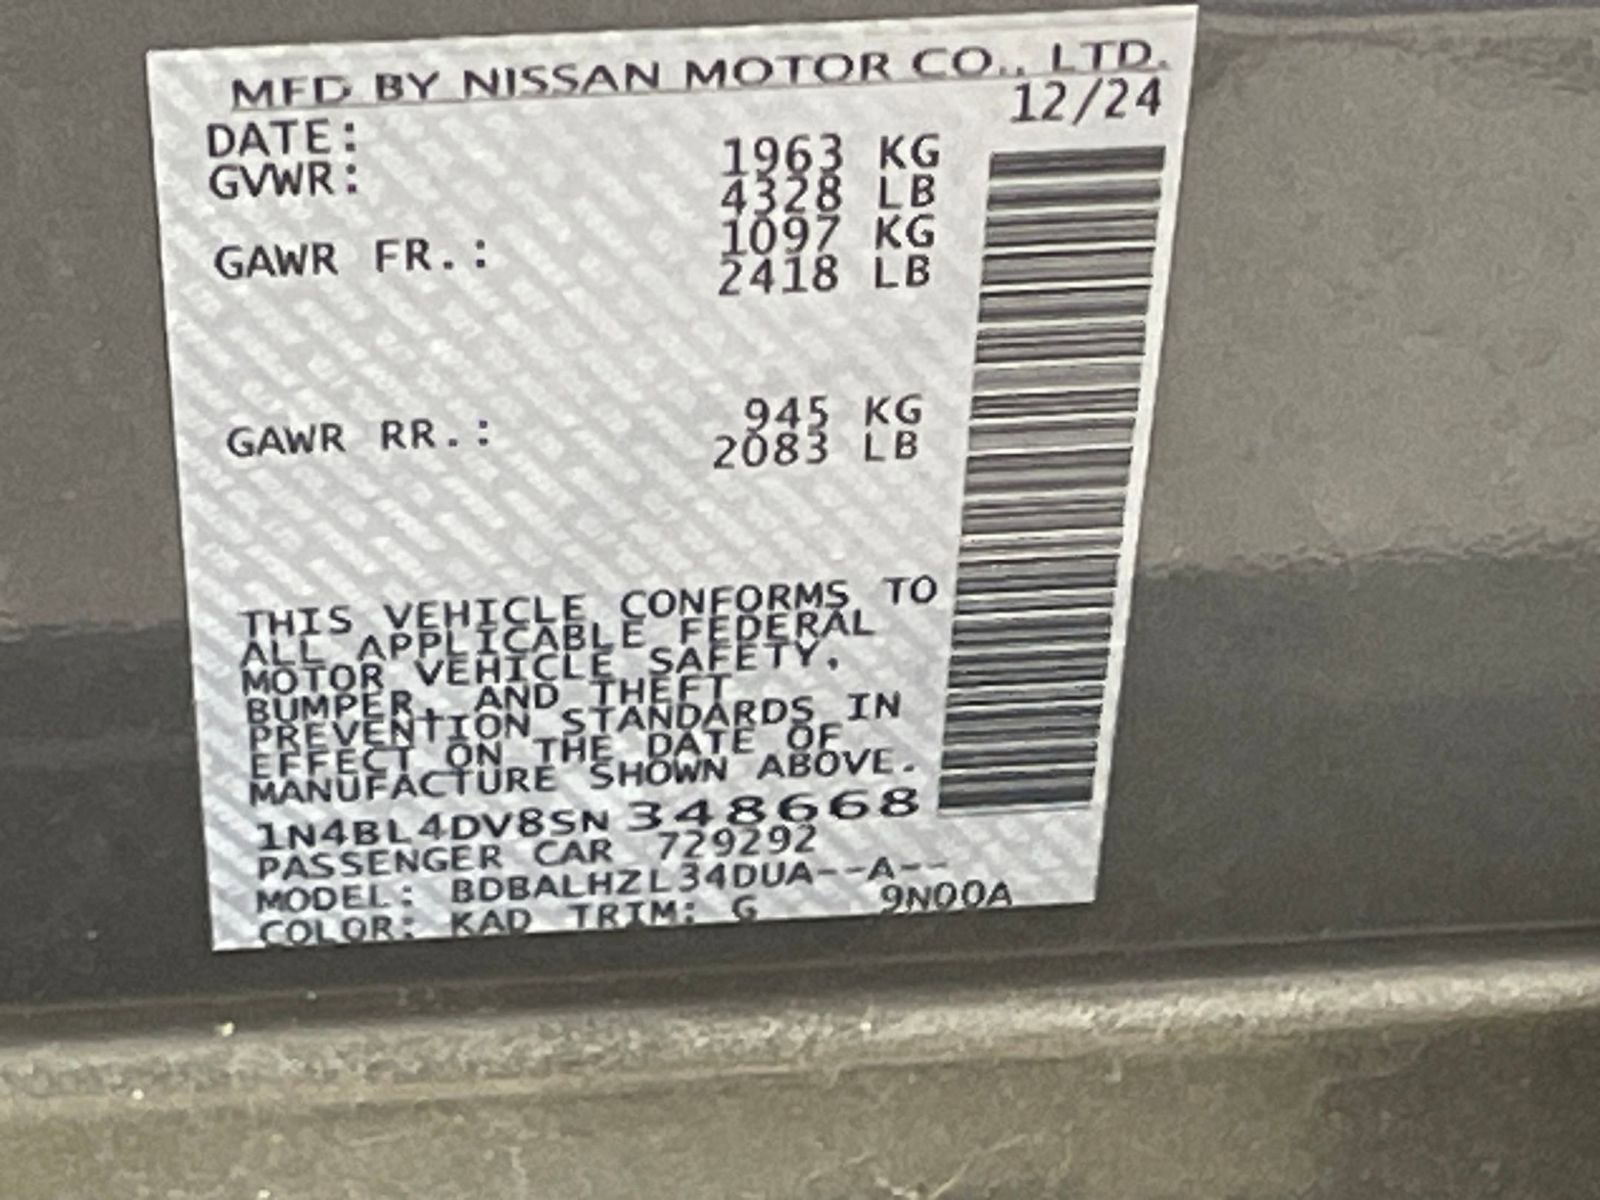 MFD BY NISSAN MOTOR CO., LTD.
DATE: 12/24
GVWR: 1963 KG
4328 LB
GAWR FR.: 1097 KG
2418 LB
GAWR RR.: 945 KG
2083 LB
THIS VEHICLE CONFORMS TO
ALL APPLICABLE FEDERAL
MOTOR VEHICLE SAFETY,
BUMPER, AND THEFT
PREVENTION STANDARDS IN
EFFECT ON THE DATE OF
MANUFACTURE SHOWN ABOVE.
1N4BL4DV8SN348668
PASSENGER CAR 729292
MODEL: BDBALHZL34DUA--A--
COLOR: KAD TRIM: G 9N00A